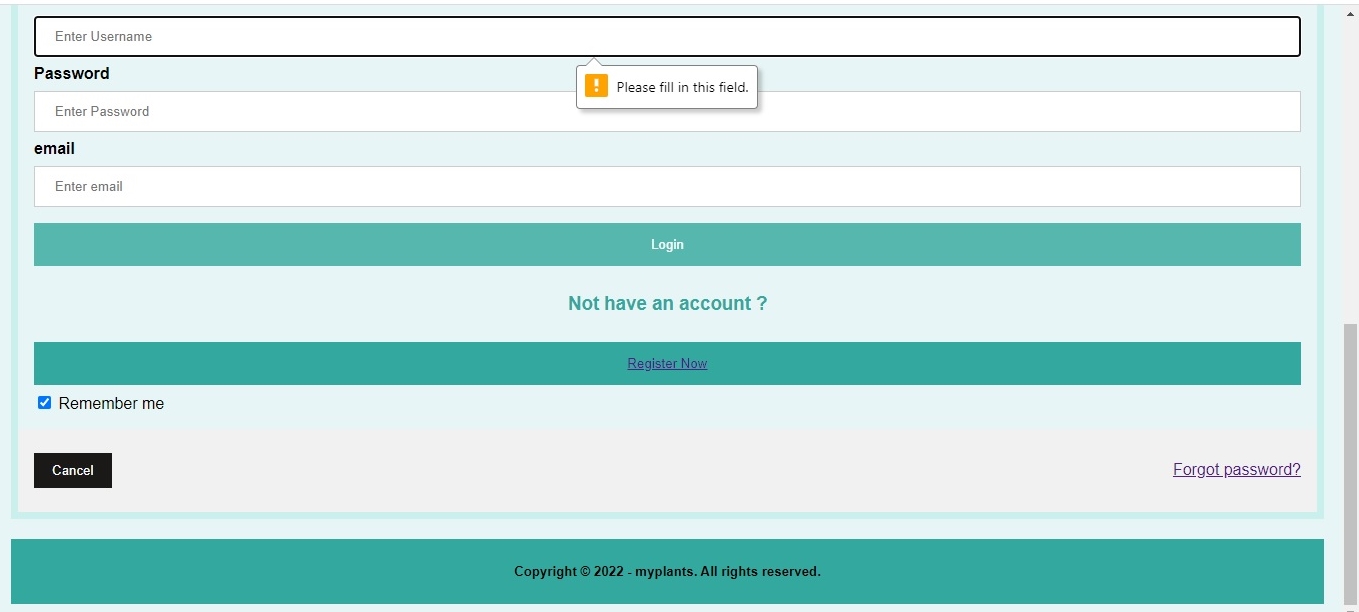 Enter Username
Password
Please fill in this field.
Enter Password
email
Enter email
Login
Not have an account ?
Register Now
Remember me
Cancel
Forgot password?
Copyright © 2022 - myplants. All rights reserved.